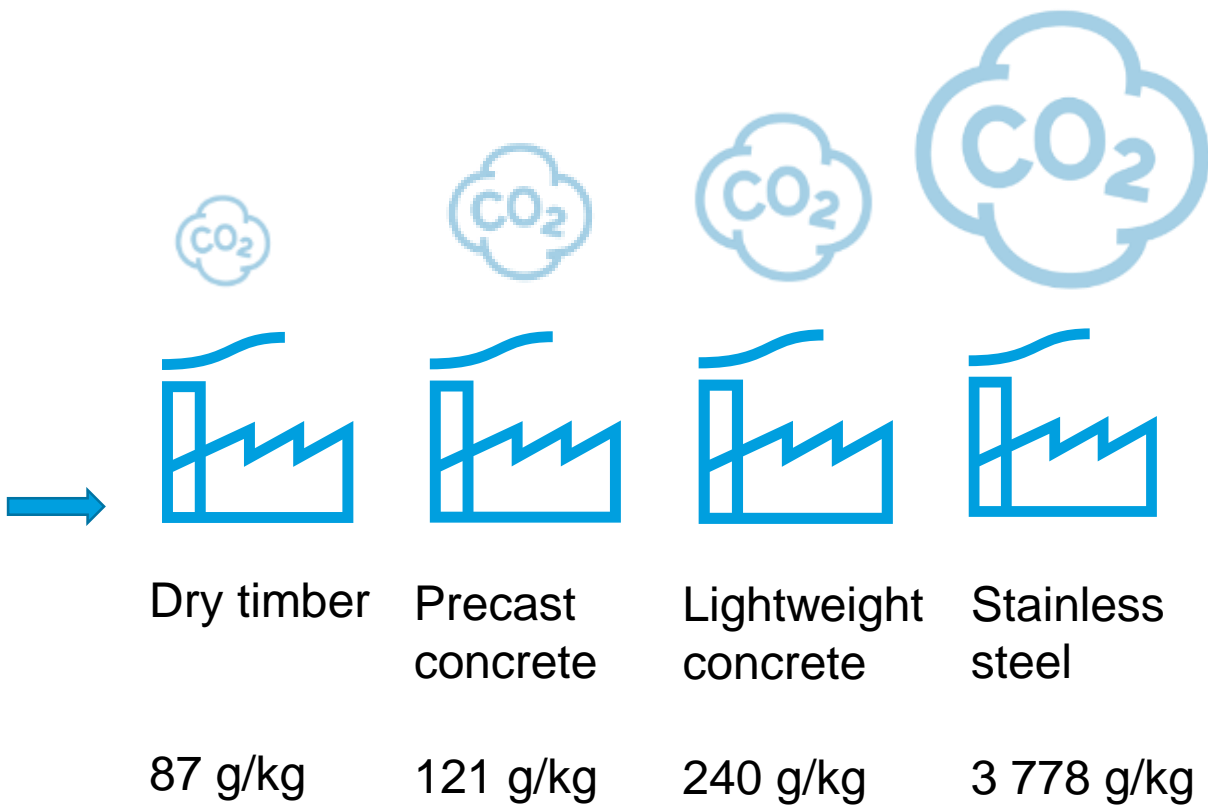 CO₂
CO₂
CO₂
CO₂
Dry timber
Precast
concrete
Lightweight
concrete
Stainless
steel
87 g/kg
121 g/kg
240 g/kg
3 778 g/kg